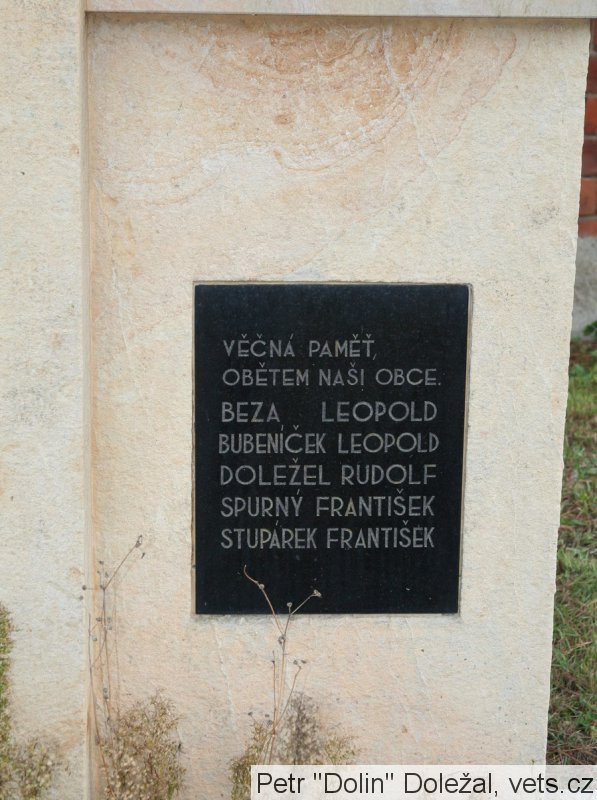 VĚČNÁ PAMĚŤ,
OBĚTEM NAŠI OBCE.
BEZA LEOPOLD
BUBENÍČEK LEOPOLD
DOLEŽEL RUDOLF
SPURNÝ FRANTIŠEK
STUPÁREK FRANTIŠEK
Petr "Dolin" Doležal, vets.cz